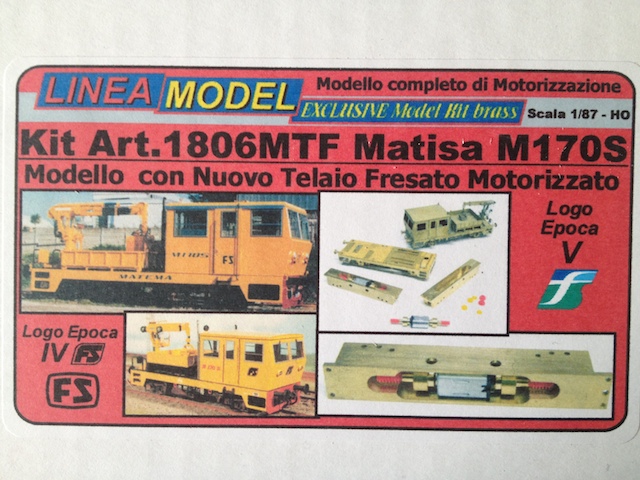 LINEA MODEL
EXCLUSIVE Model Kit brass
Modello completo di Motorizzazione
Scala 1/87 - HO
Kit Art.1806MTF Matisa M170S
Modello con Nuovo Telaio Fresato Motorizzato
MATEMA
FS
Logo
Epoca
V
Logo Epoca
IV FS
FS